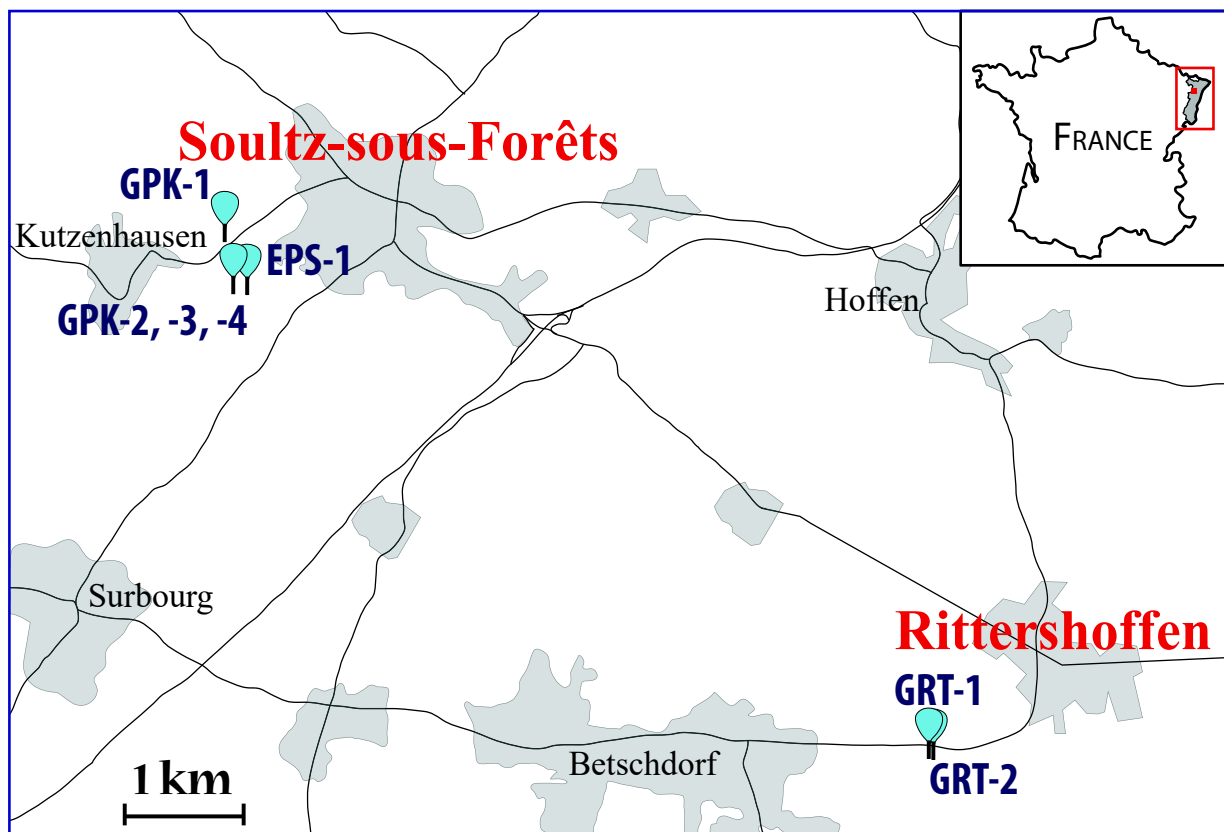 FRANCE
Soultz-sous-Forêts
GPK-1
Kutzenhausen
EPS-1
GPK-2, -3, -4
Hoffen
Surbourg
Rittershoffen
GRT-1
Betschdorf
GRT-2
1 km